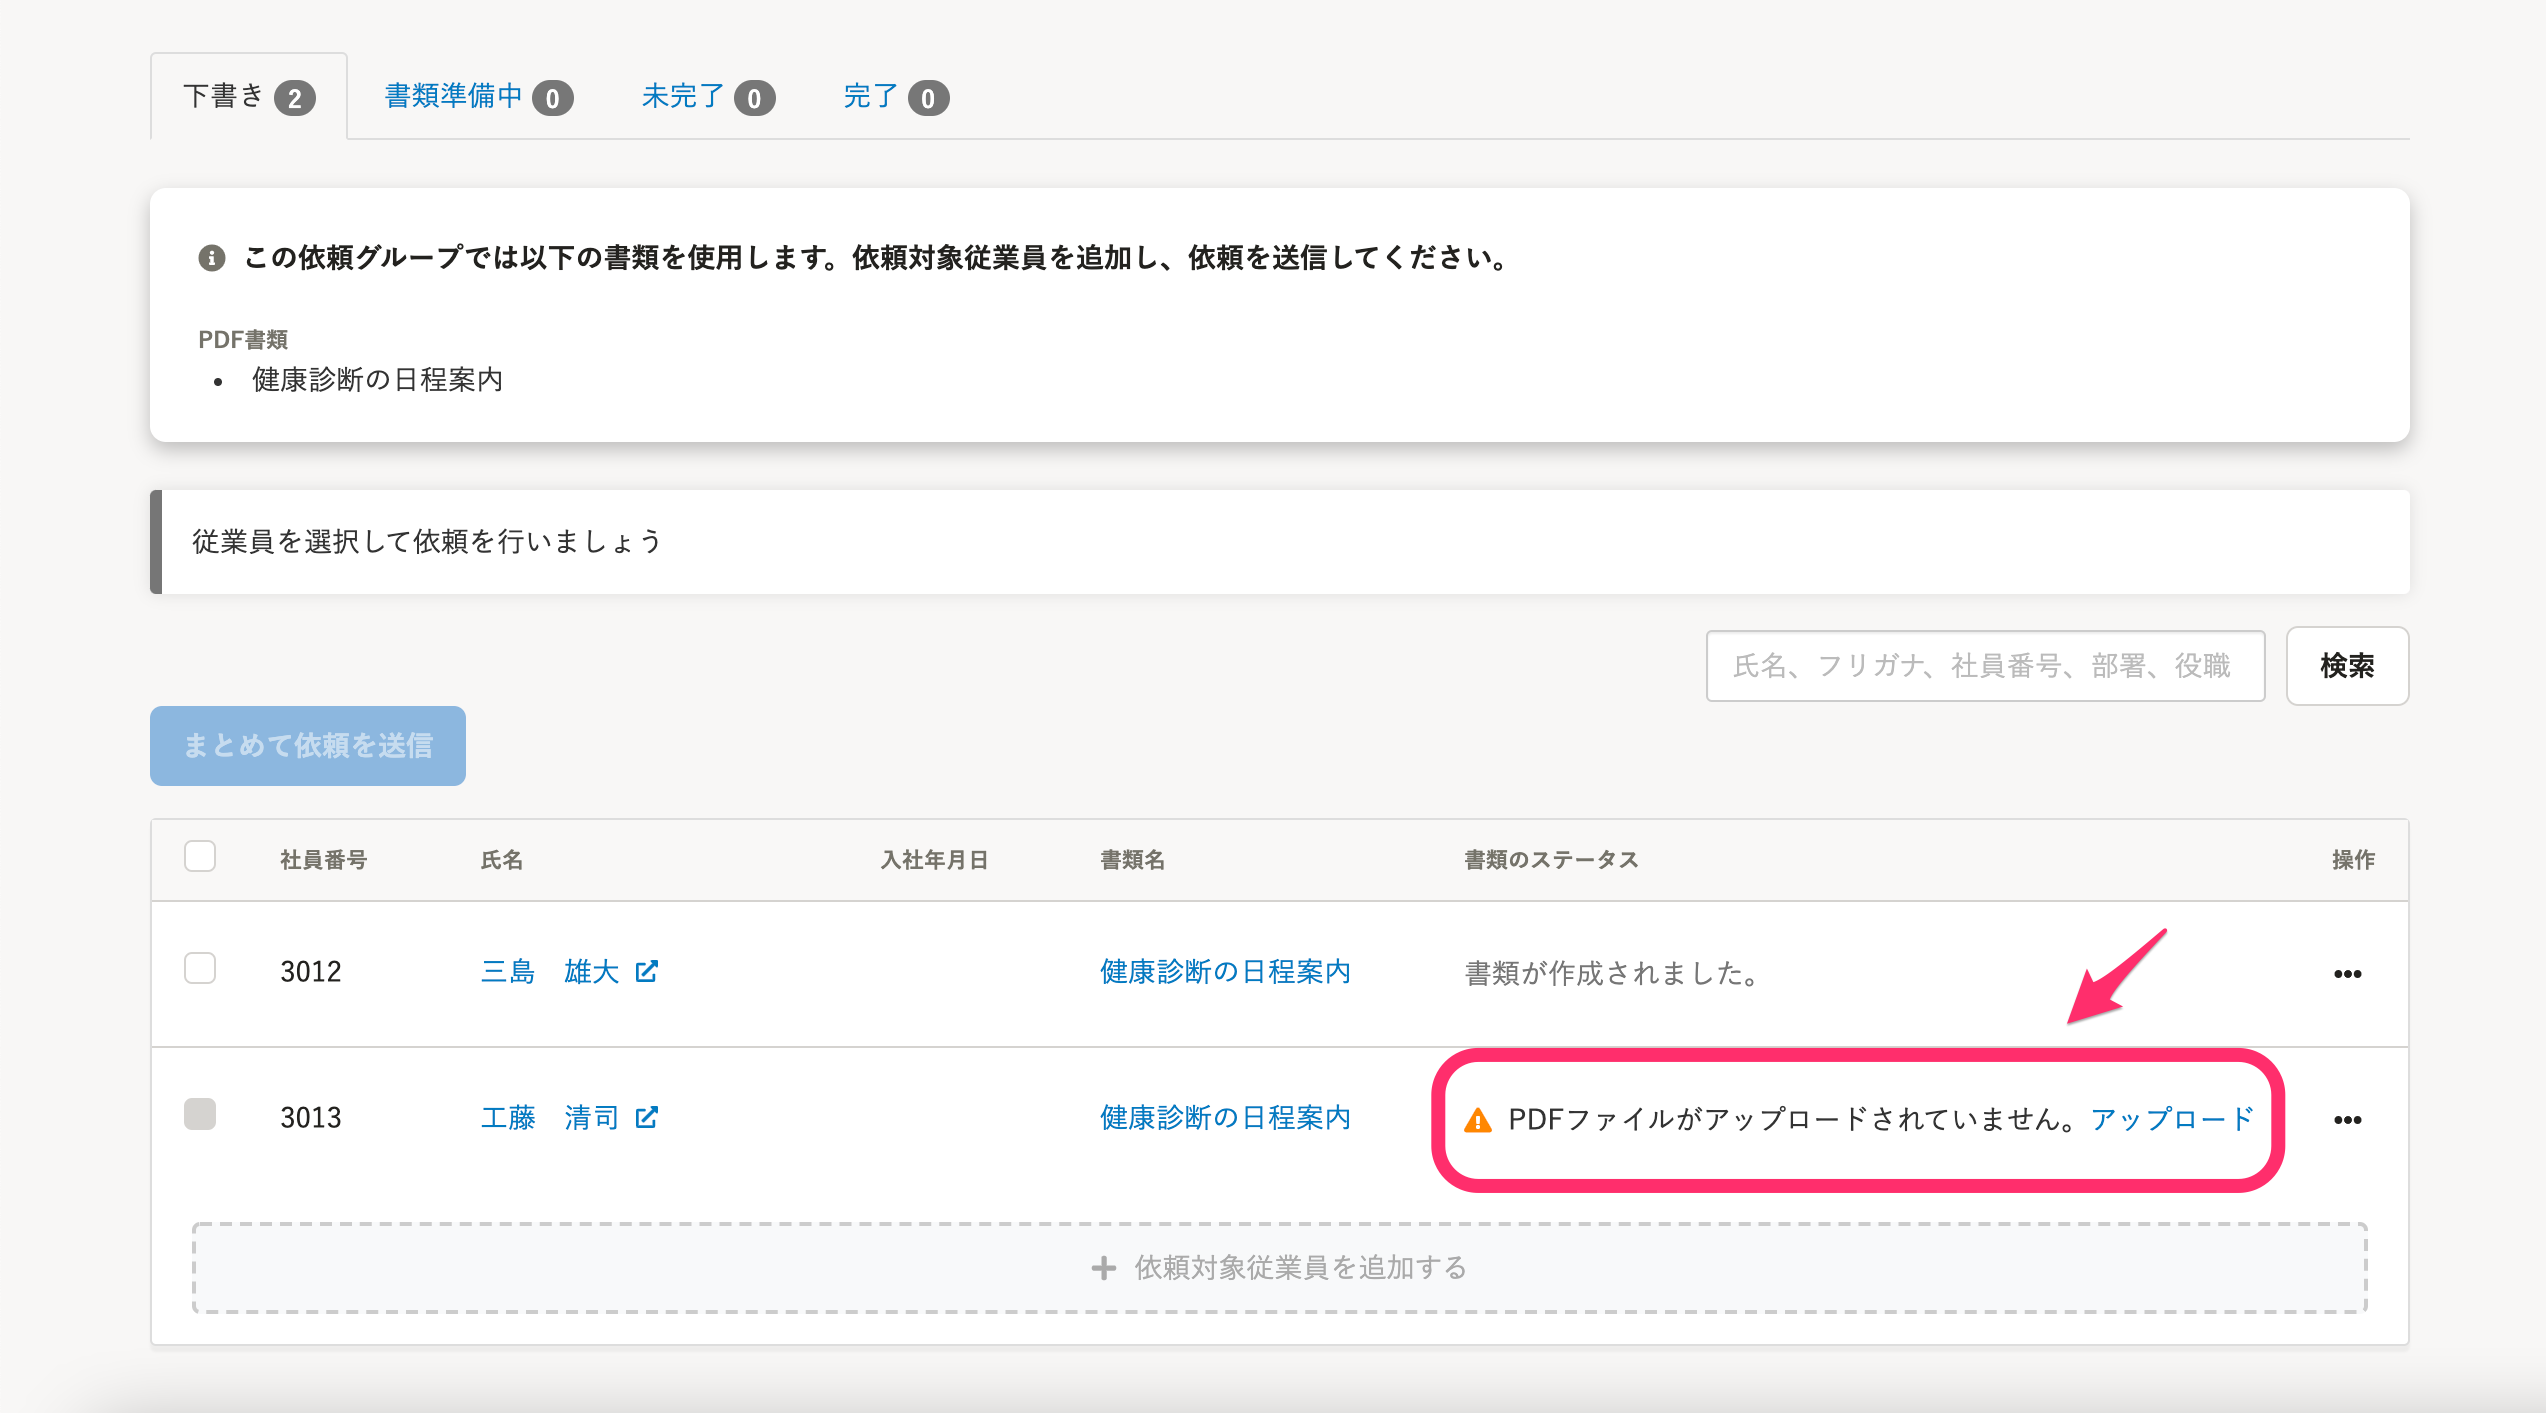 下書き 2 書類準備中 0 未完了 0 完了 0
この依頼グループでは以下の書類を使用します。依頼対象従業員を追加し、依頼を送信してください。
PDF書類
• 健康診断の日程案内
従業員を選択して依頼を行いましょう
氏名、フリガナ、社員番号、部署、役職 検索
まとめて依頼を送信
社員番号 氏名 入社年月日 書類名 書類のステータス 操作
3012 三島 雄大 健康診断の日程案内 書類が作成されました。
3013 工藤 清司 健康診断の日程案内 PDFファイルがアップロードされていません。アップロード
+ 依頼対象従業員を追加する